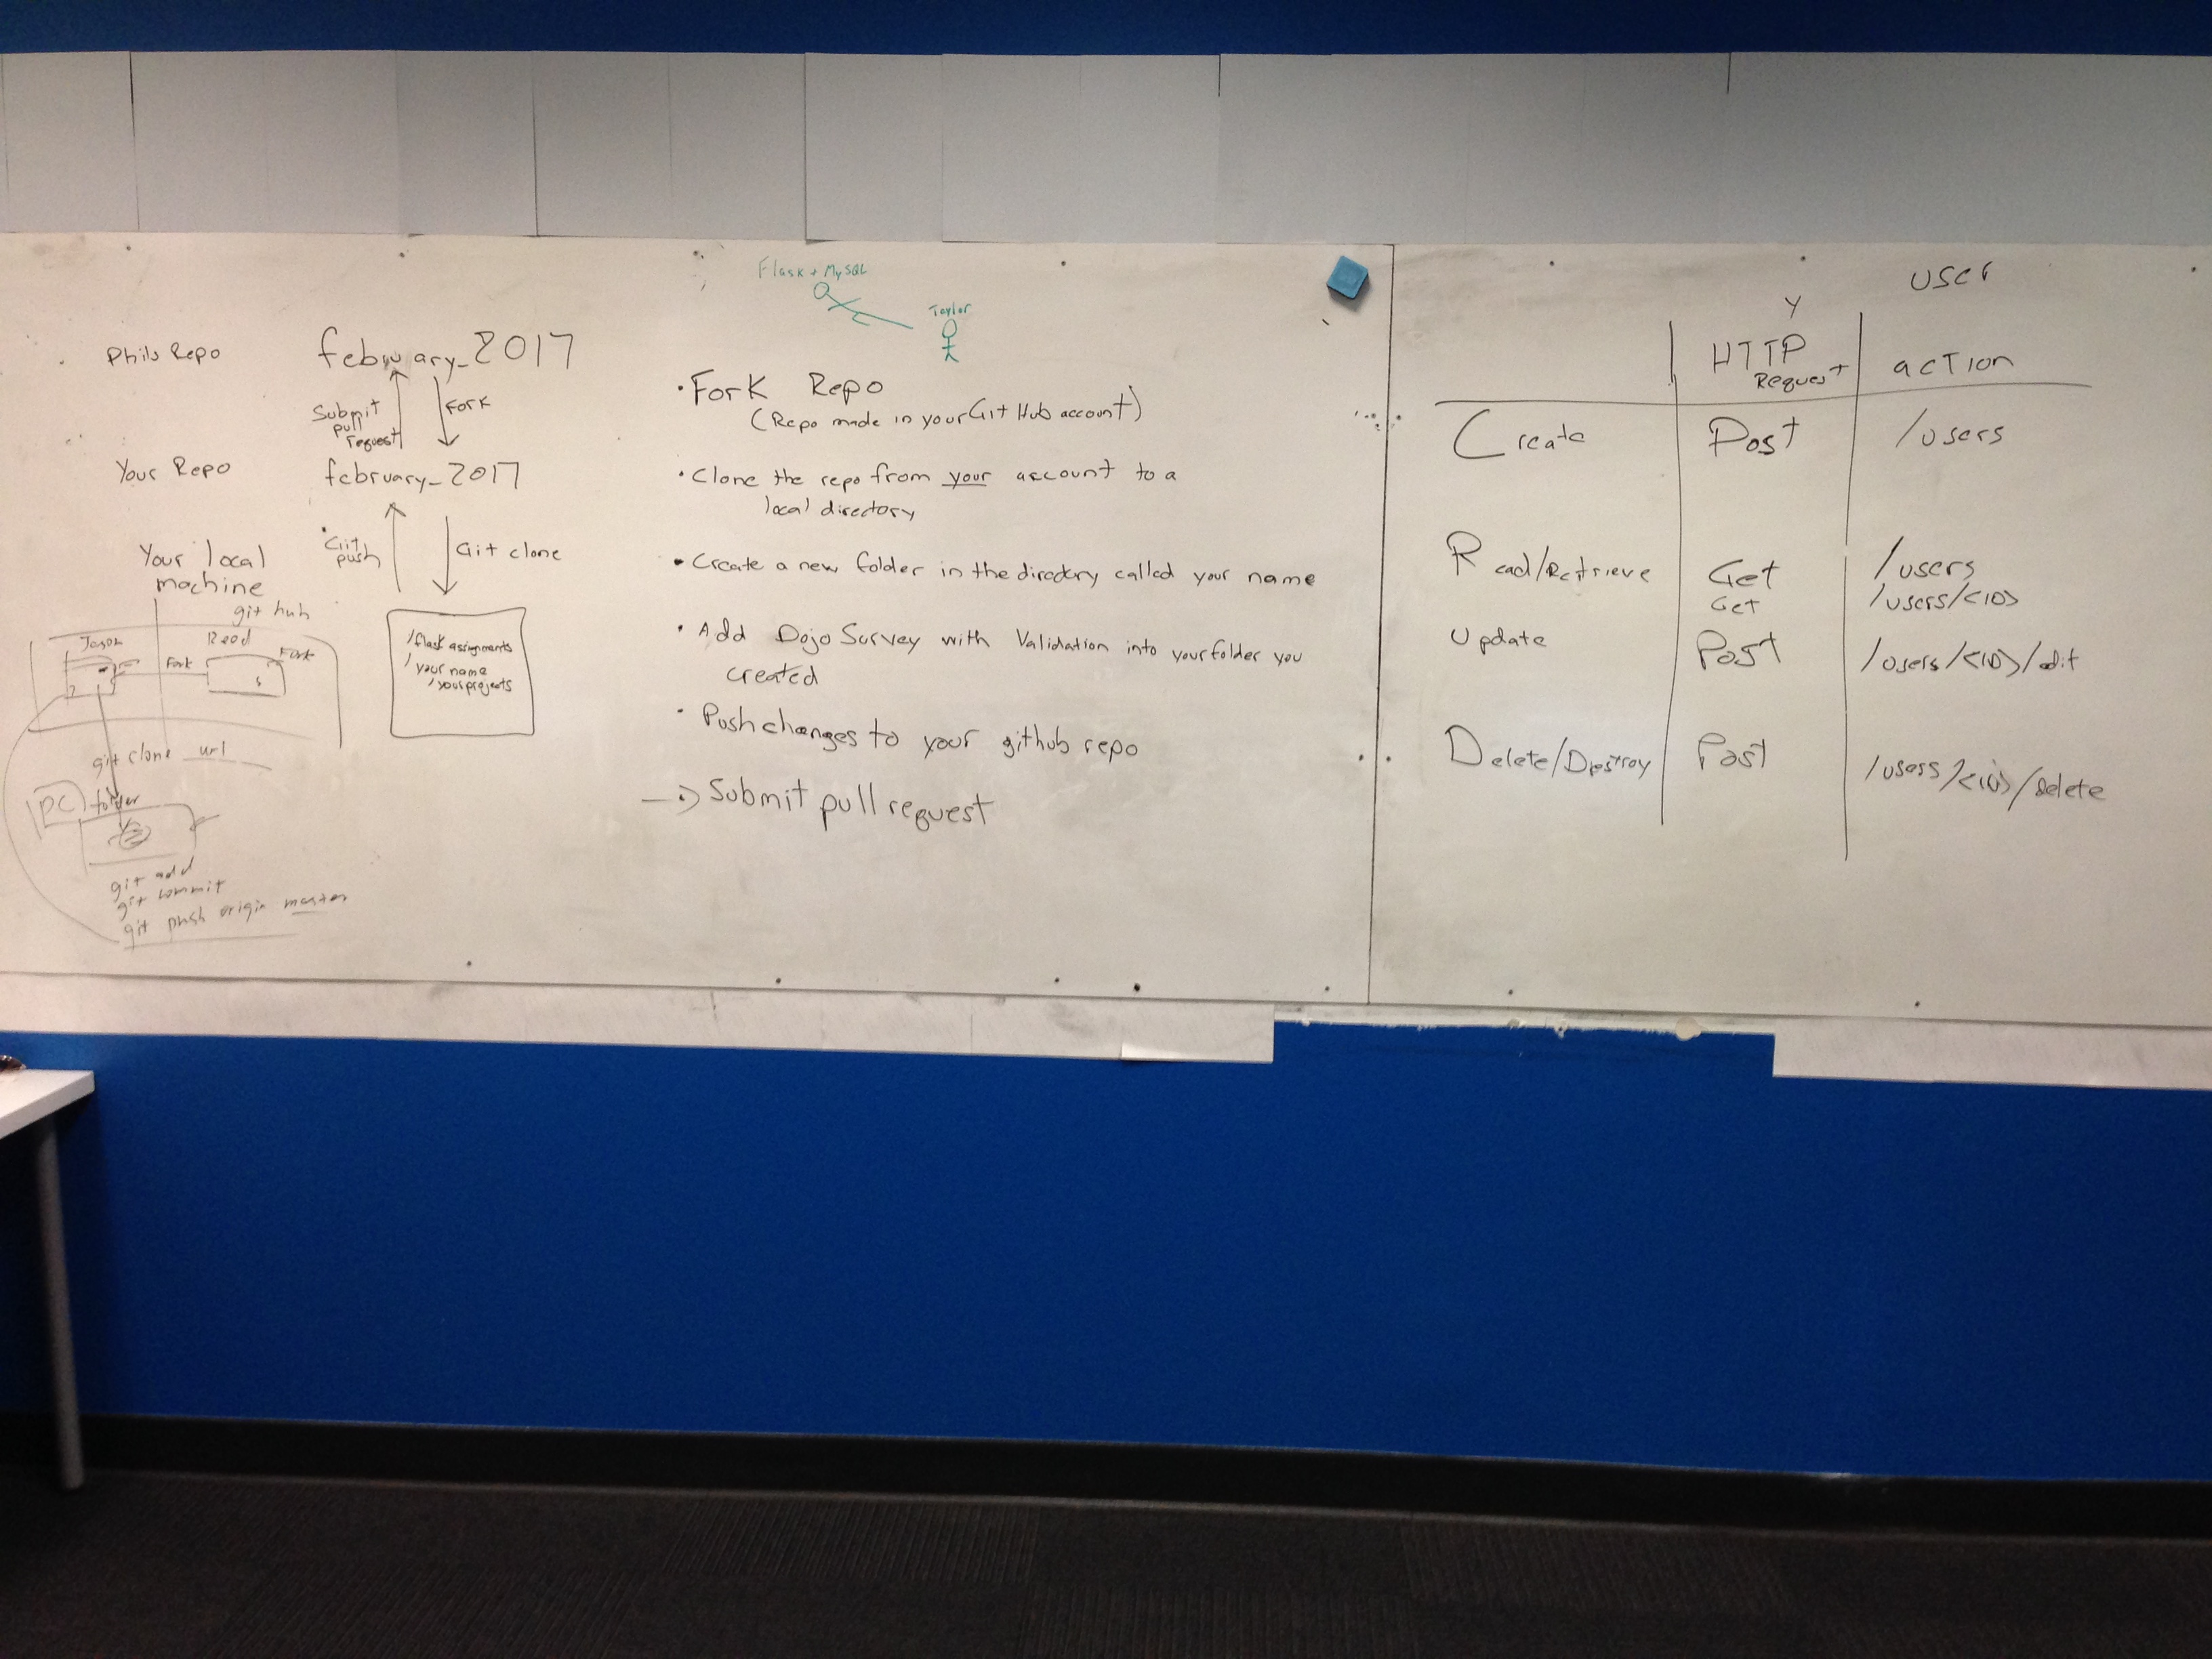 Phils Repo
february_2017
Submit
pull
request
Fork
Your Repo
february_2017
Git
push
Git clone
Your local
machine
git hub
Jason
Reed
Fork
Fork
/flask assignments
/your name
/your projects
git clone url
PC
folder
git add
git commit
git push origin master
Flask + MySQL
Taylor
• Fork Repo
(Repo made in your GitHub account)
• Clone the repo from your account to a
local directory
• Create a new folder in the directory called your name
• Add Dojo Survey with Validation into your folder you
created
• Push changes to your github repo
→ Submit pull request
user
Y
HTTP
Request
action
Create Post /users
Read/Retrieve Get /users
Get /users/<ID>
Update Post /users/<ID>/edit
Delete/Destroy Post /users/<ID>/delete